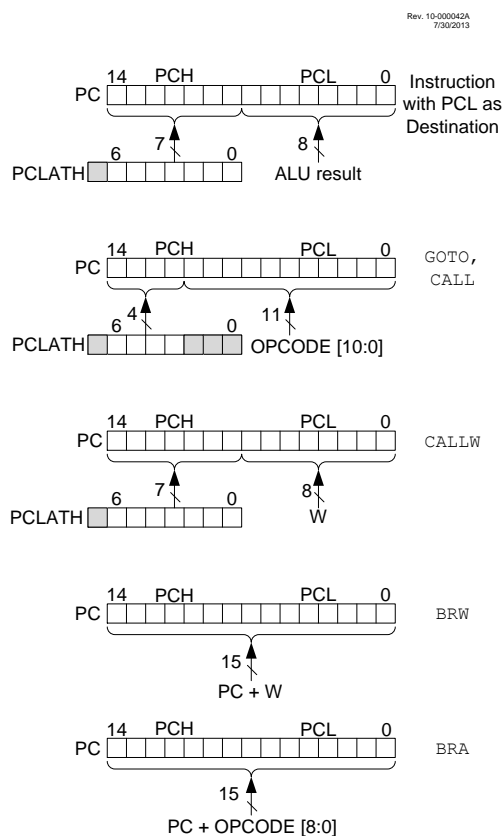 Rev. 10-000042A
7/30/2013
14 PCH PCL 0
PC
Instruction
with PCL as
Destination
6 7 0 8
PCLATH
ALU result
14 PCH PCL 0
PC
GOTO,
CALL
6 4 0 11
PCLATH
OPCODE [10:0]
14 PCH PCL 0
PC
CALLW
6 7 0 8
PCLATH
W
14 PCH PCL 0
PC
BRW
15
PC + W
14 PCH PCL 0
PC
BRA
15
PC + OPCODE [8:0]